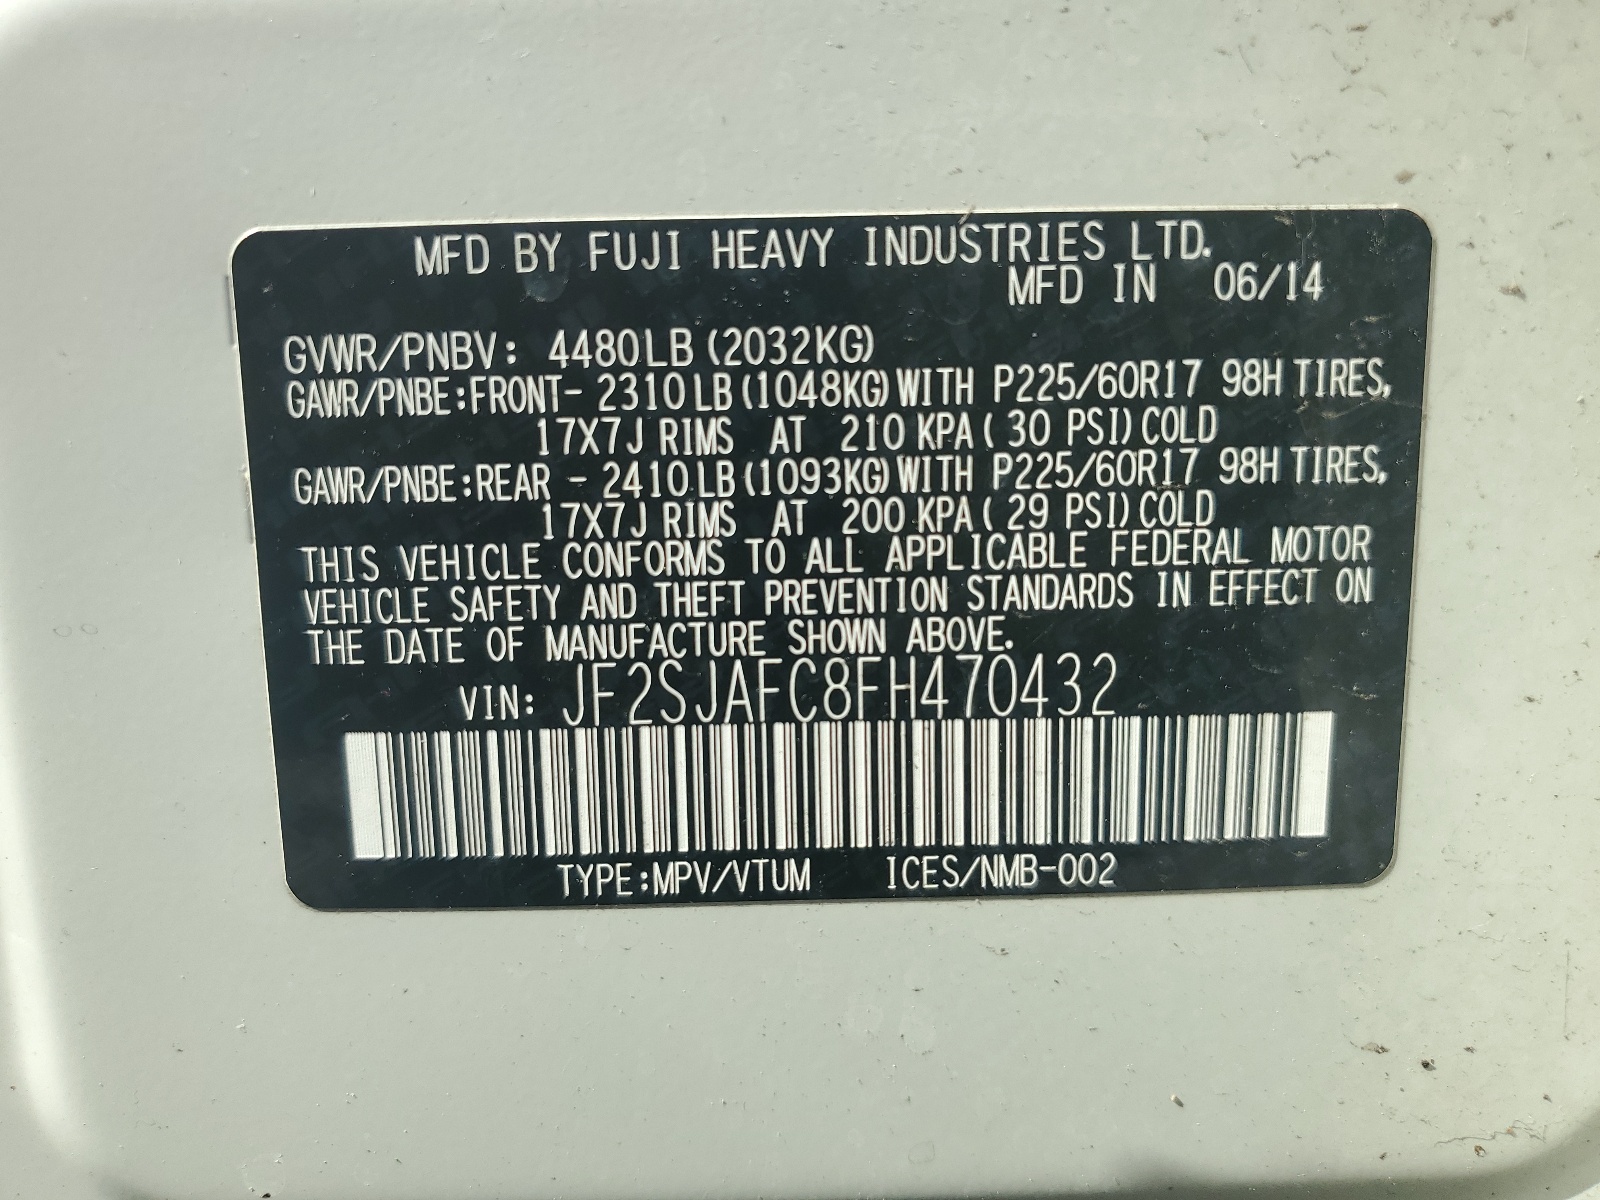 MFD BY FUJI HEAVY INDUSTRIES LTD.
MFD IN 06/14
GVWR/PNBV: 4480LB (2032KG)
GAWR/PNBE:FRONT- 2310LB (1048KG) WITH P225/60R17 98H TIRES,
17X7J RIMS AT 210 KPA( 30 PSI) COLD
GAWR/PNBE:REAR - 2410LB (1093KG) WITH P225/60R17 98H TIRES,
17X7J RIMS AT 200 KPA( 29 PSI) COLD
THIS VEHICLE CONFORMS TO ALL APPLICABLE FEDERAL MOTOR
VEHICLE SAFETY AND THEFT PREVENTION STANDARDS IN EFFECT ON
THE DATE OF MANUFACTURE SHOWN ABOVE.
VIN: JF2SJAFC8FH470432
TYPE:MPV/VTUM ICES/NMB-002